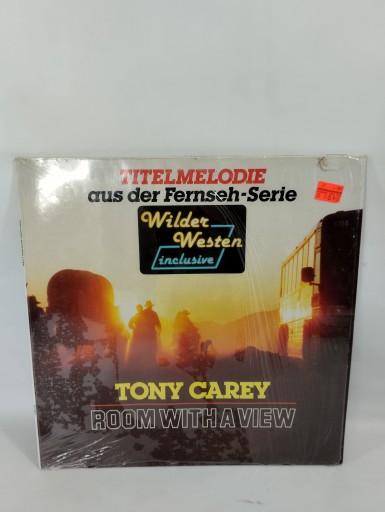 TITELMELODIE
aus der Fernseh-Serie
Wilder
Westen
inclusive
TONY CAREY
ROOM WITH A VIEW